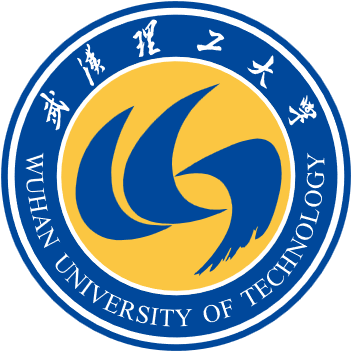 武漢理工大學
WUHAN UNIVERSITY OF TECHNOLOGY